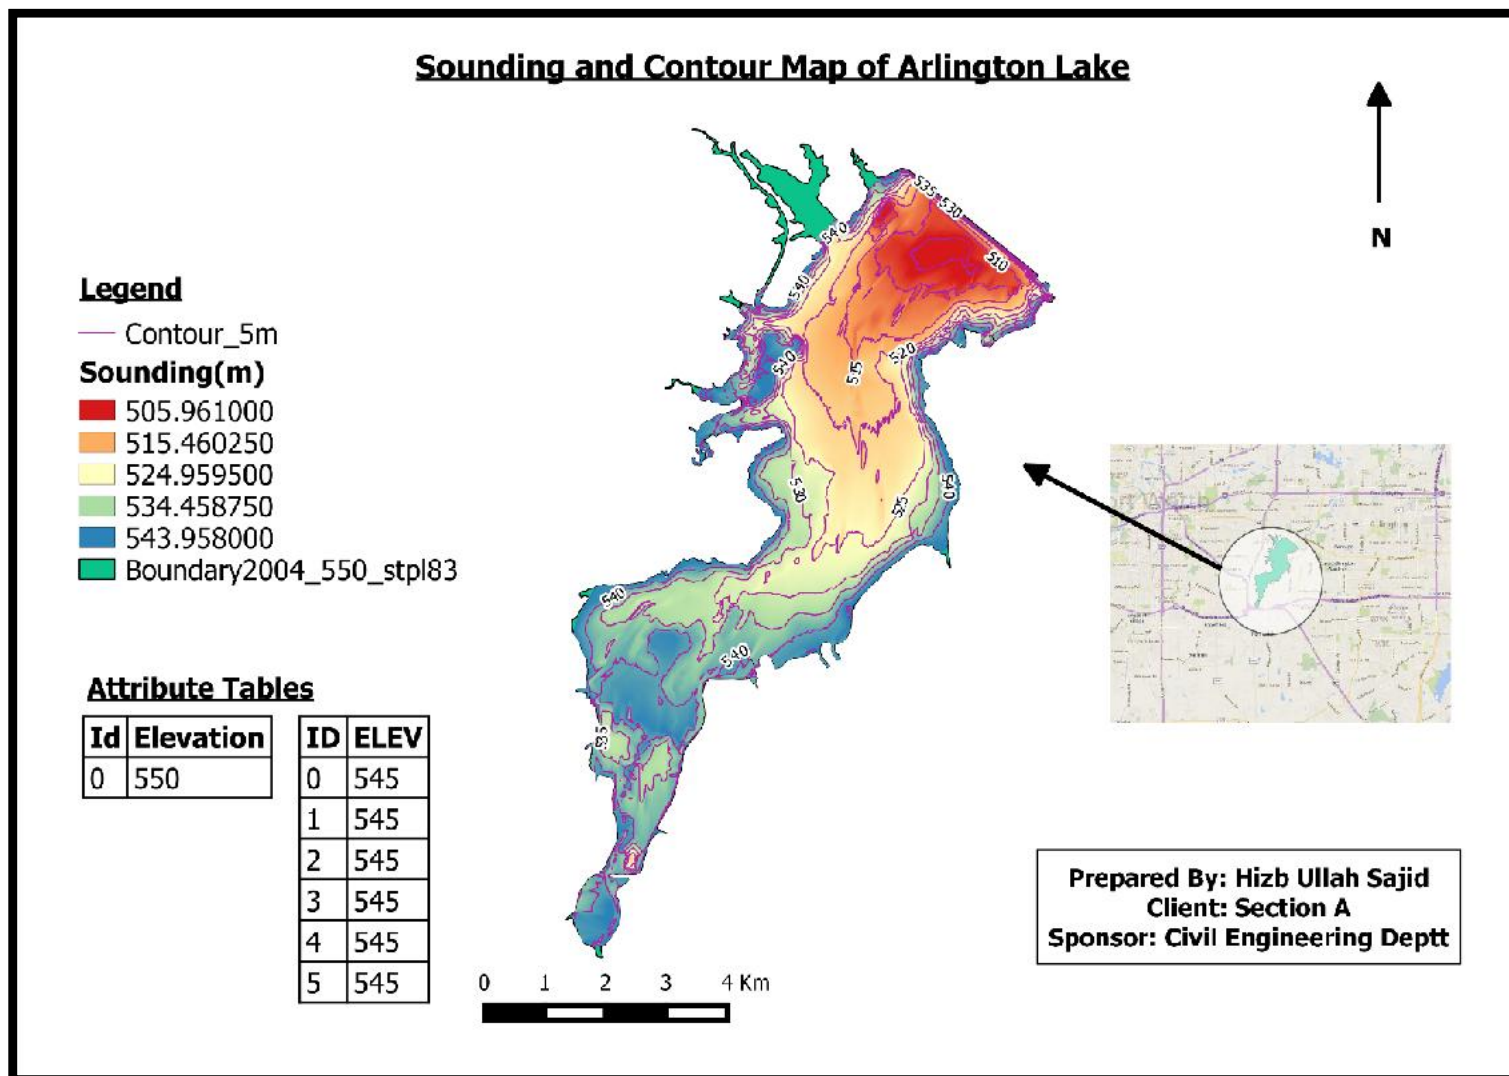 Sounding and Contour Map of Arlington Lake
N
Legend
Contour_5m
Sounding(m)
505.961000
515.460250
524.959500
534.458750
543.958000
Boundary2004_550_stpl83
Attribute Tables
Id Elevation
0 550
ID ELEV
0 545
1 545
2 545
3 545
4 545
5 545
535
530
540
510
540
520
540
515
530
525
540
540
540
535
0 1 2 3 4 Km
Prepared By: Hizb Ullah Sajid
Client: Section A
Sponsor: Civil Engineering Deptt